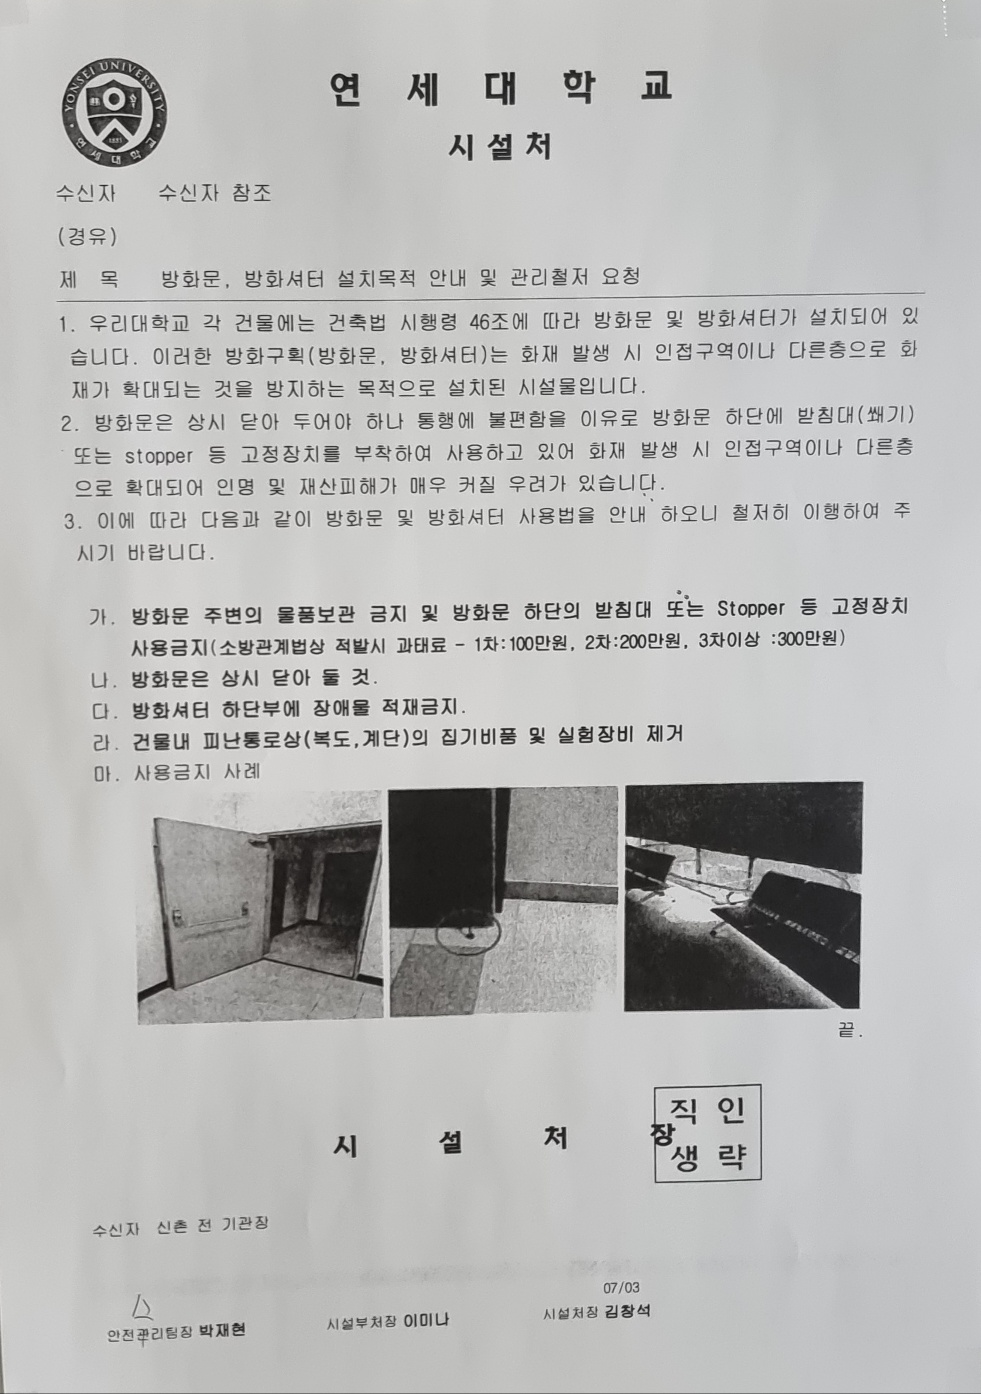 YONSEI UNIVERSITY
연세대학교
연 세 대 학 교
시설처
수신자 수신자 참조
(경유)
제 목 방화문, 방화셔터 설치목적 안내 및 관리철저 요청
1. 우리대학교 각 건물에는 건축법 시행령 46조에 따라 방화문 및 방화셔터가 설치되어 있
습니다. 이러한 방화구획(방화문, 방화셔터)는 화재 발생 시 인접구역이나 다른층으로 화
재가 확대되는 것을 방지하는 목적으로 설치된 시설물입니다.
2. 방화문은 상시 닫아 두어야 하나 통행에 불편함을 이유로 방화문 하단에 받침대(쐐기)
또는 stopper 등 고정장치를 부착하여 사용하고 있어 화재 발생 시 인접구역이나 다른층
으로 확대되어 인명 및 재산피해가 매우 커질 우려가 있습니다.
3. 이에 따라 다음과 같이 방화문 및 방화셔터 사용법을 안내 하오니 철저히 이행하여 주
시기 바랍니다.
가. 방화문 주변의 물품보관 금지 및 방화문 하단의 받침대 또는 Stopper 등 고정장치
사용금지(소방관계법상 적발시 과태료 - 1차:100만원, 2차:200만원, 3차이상 :300만원)
나. 방화문은 상시 닫아 둘 것.
다. 방화셔터 하단부에 장애물 적재금지.
라. 건물내 피난통로상(복도,계단)의 집기비품 및 실험장비 제거
마. 사용금지 사례
끝.
시 설 처 장
직인
생략
수신자 신촌 전 기관장
07/03
안전관리팀장 박재현 시설부처장 이미나 시설처장 김창석